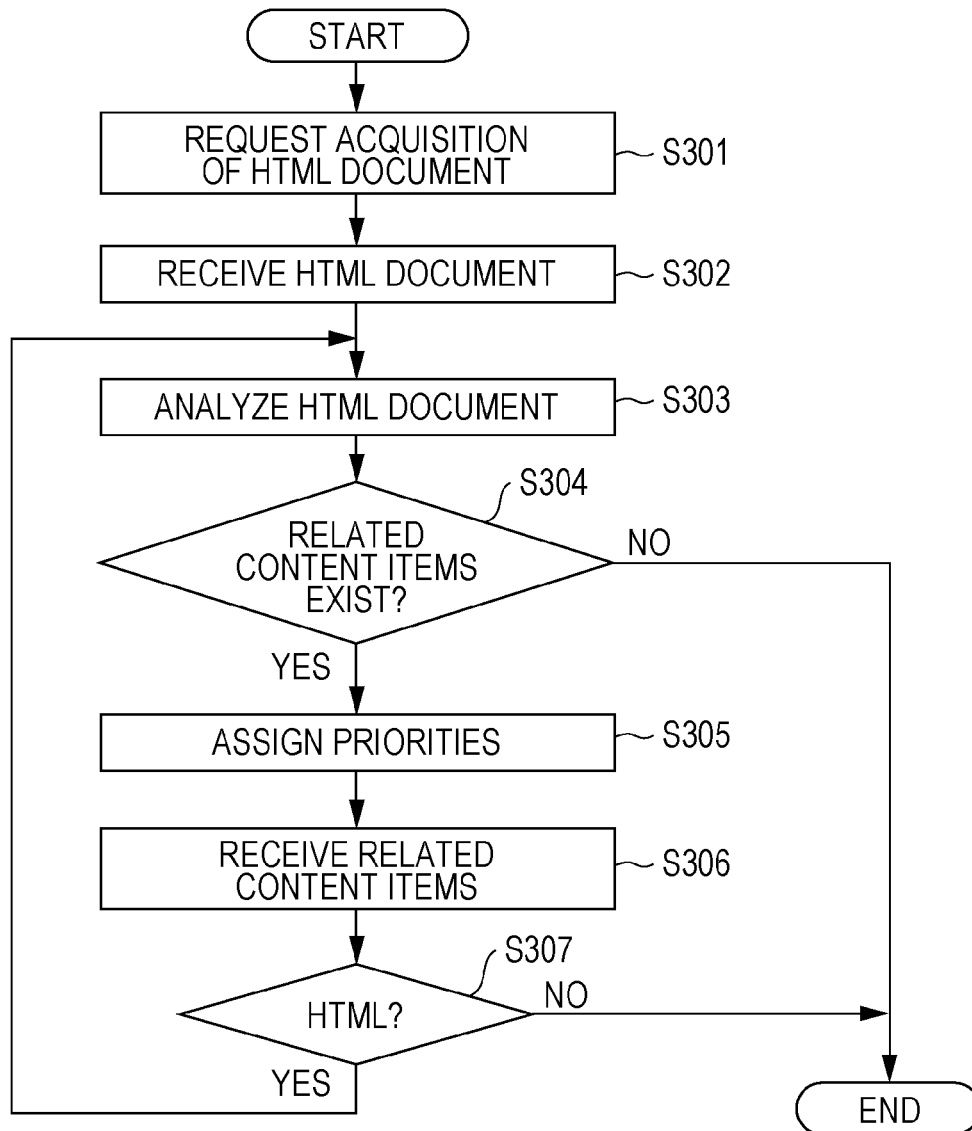 START
REQUEST ACQUISITION
OF HTML DOCUMENT
S301
RECEIVE HTML DOCUMENT
S302
ANALYZE HTML DOCUMENT
S303
S304
RELATED
CONTENT ITEMS
EXIST?
NO
YES
ASSIGN PRIORITIES
S305
RECEIVE RELATED
CONTENT ITEMS
S306
S307
HTML?
NO
YES
END